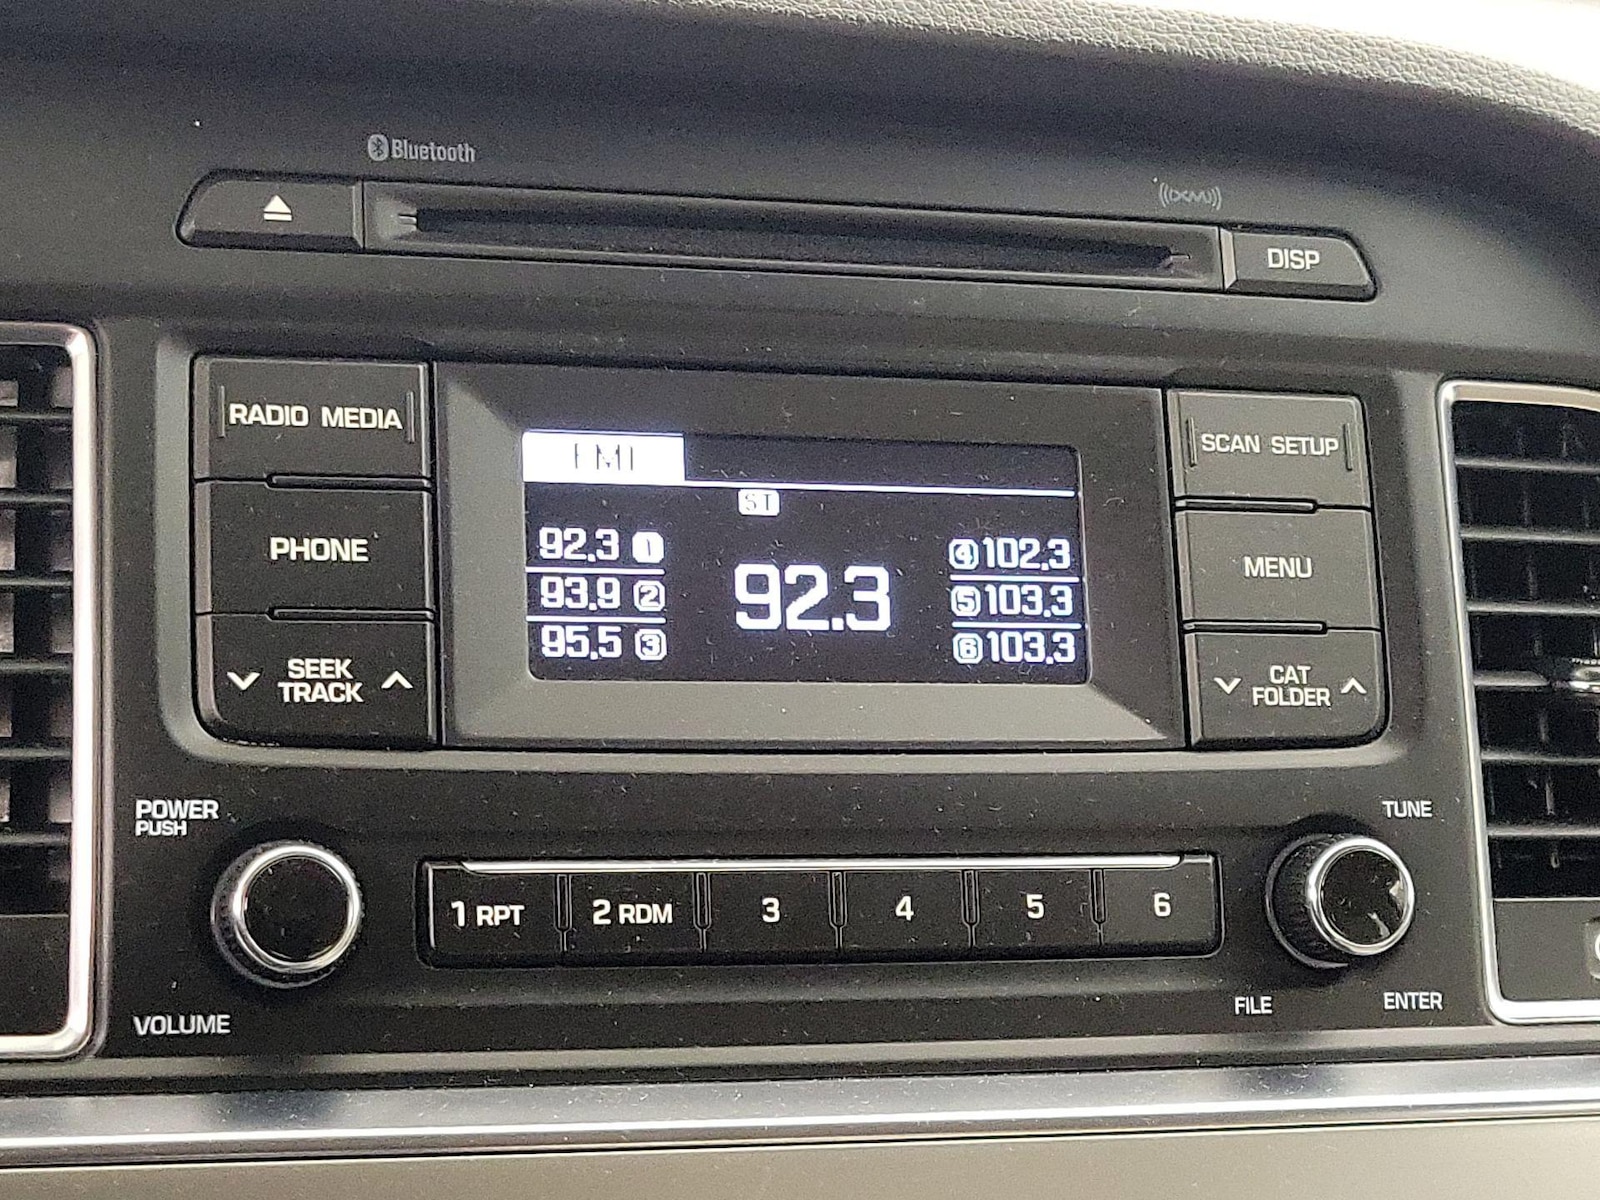 Bluetooth
((XM))
DISP
RADIO MEDIA
SCAN SETUP
FM1
ST
PHONE
92.3 1
93.9 2
95.5 3
92.3
4 102.3
5 103.3
6 103.3
MENU
SEEK
TRACK
CAT
FOLDER
POWER
PUSH
VOLUME
1 RPT
2 RDM
3
4
5
6
TUNE
FILE
ENTER